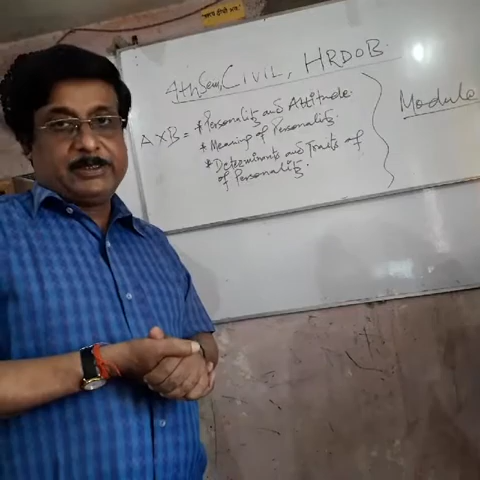 4th Sem, CIVIL, HRDOB.
A X B = * Personality and Attitude.
* Meaning of Personality.
* Determinants and Traits of
of Personality.
Module